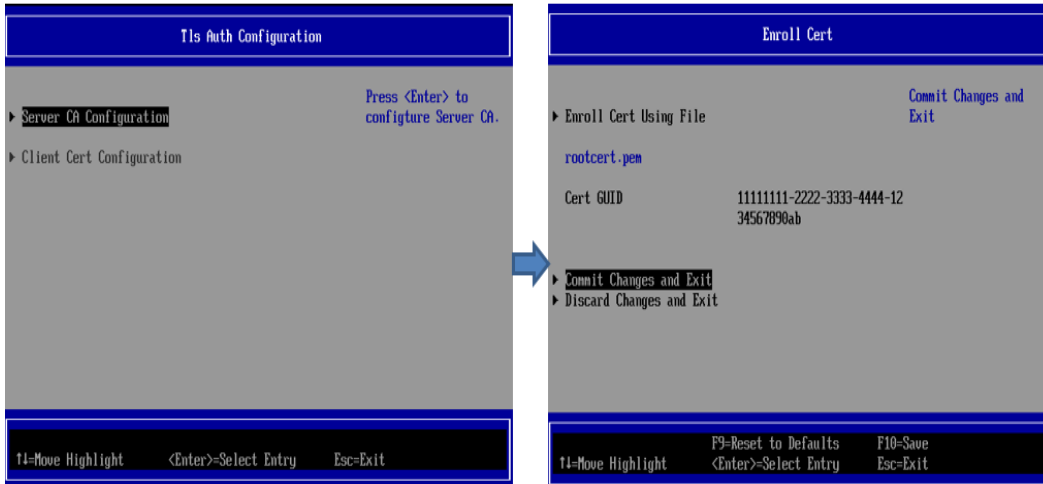 Tls Auth Configuration
Server CA Configuration
Press <Enter> to
configture Server CA.
Client Cert Configuration
↑↓=Move Highlight <Enter>=Select Entry Esc=Exit
Enroll Cert
Enroll Cert Using File
Commit Changes and
Exit
rootcert.pem
Cert GUID 11111111-2222-3333-4444-12
34567890ab
Commit Changes and Exit
Discard Changes and Exit
F9=Reset to Defaults F10=Save
↑↓=Move Highlight <Enter>=Select Entry Esc=Exit